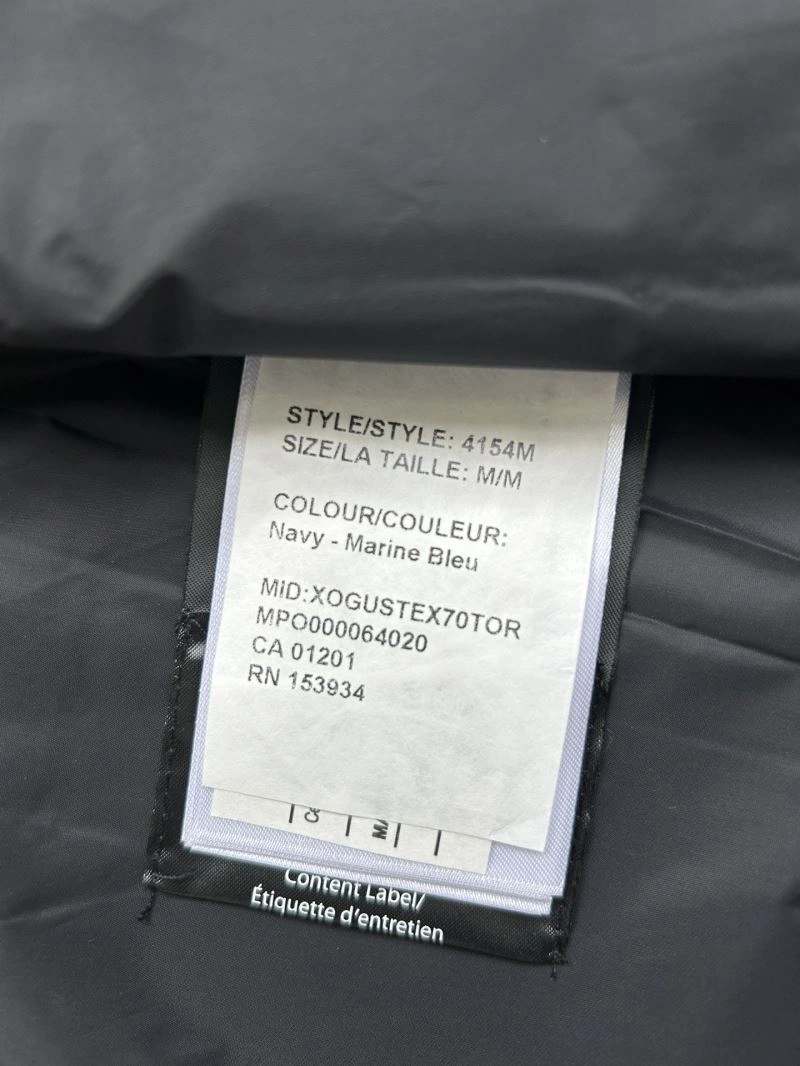 STYLE/STYLE: 4154M
SIZE/LA TAILLE: M/M
COLOUR/COULEUR:
Navy - Marine Bleu
MID:XOGUSTEX70TOR
MPO000064020
CA 01201
RN 153934
Content Label/
Étiquette d'entretien